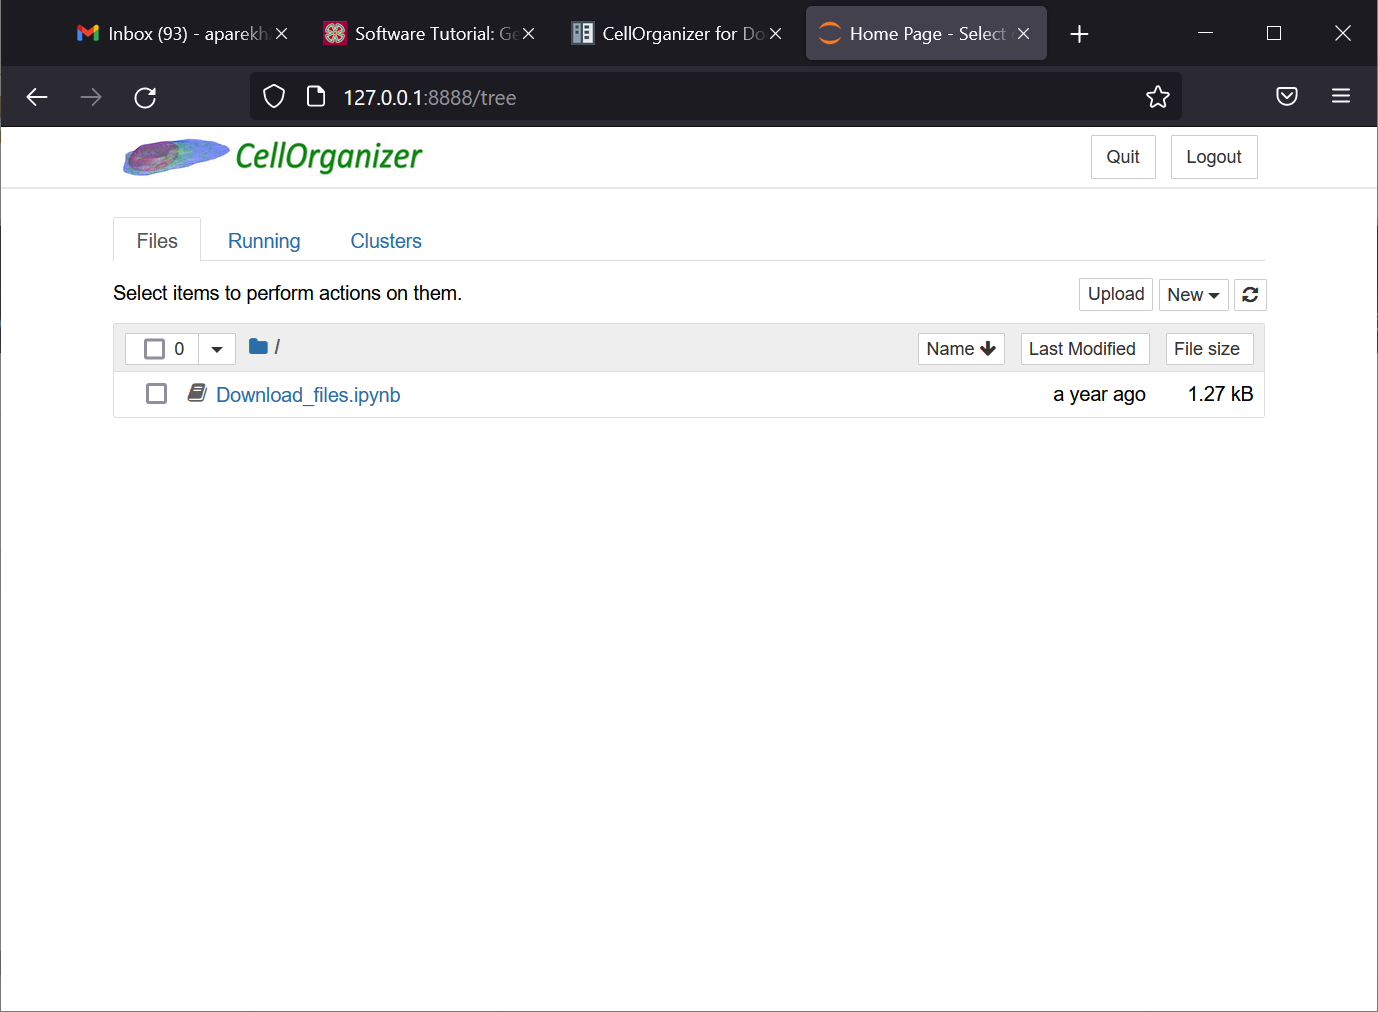 Inbox (93) - aparekh
Software Tutorial: Ge
CellOrganizer for Do
Home Page - Select
127.0.0.1:8888/tree
CellOrganizer
Quit
Logout
Files
Running
Clusters
Select items to perform actions on them.
Upload
New
0
/
Name
Last Modified
File size
Download_files.ipynb
a year ago
1.27 kB